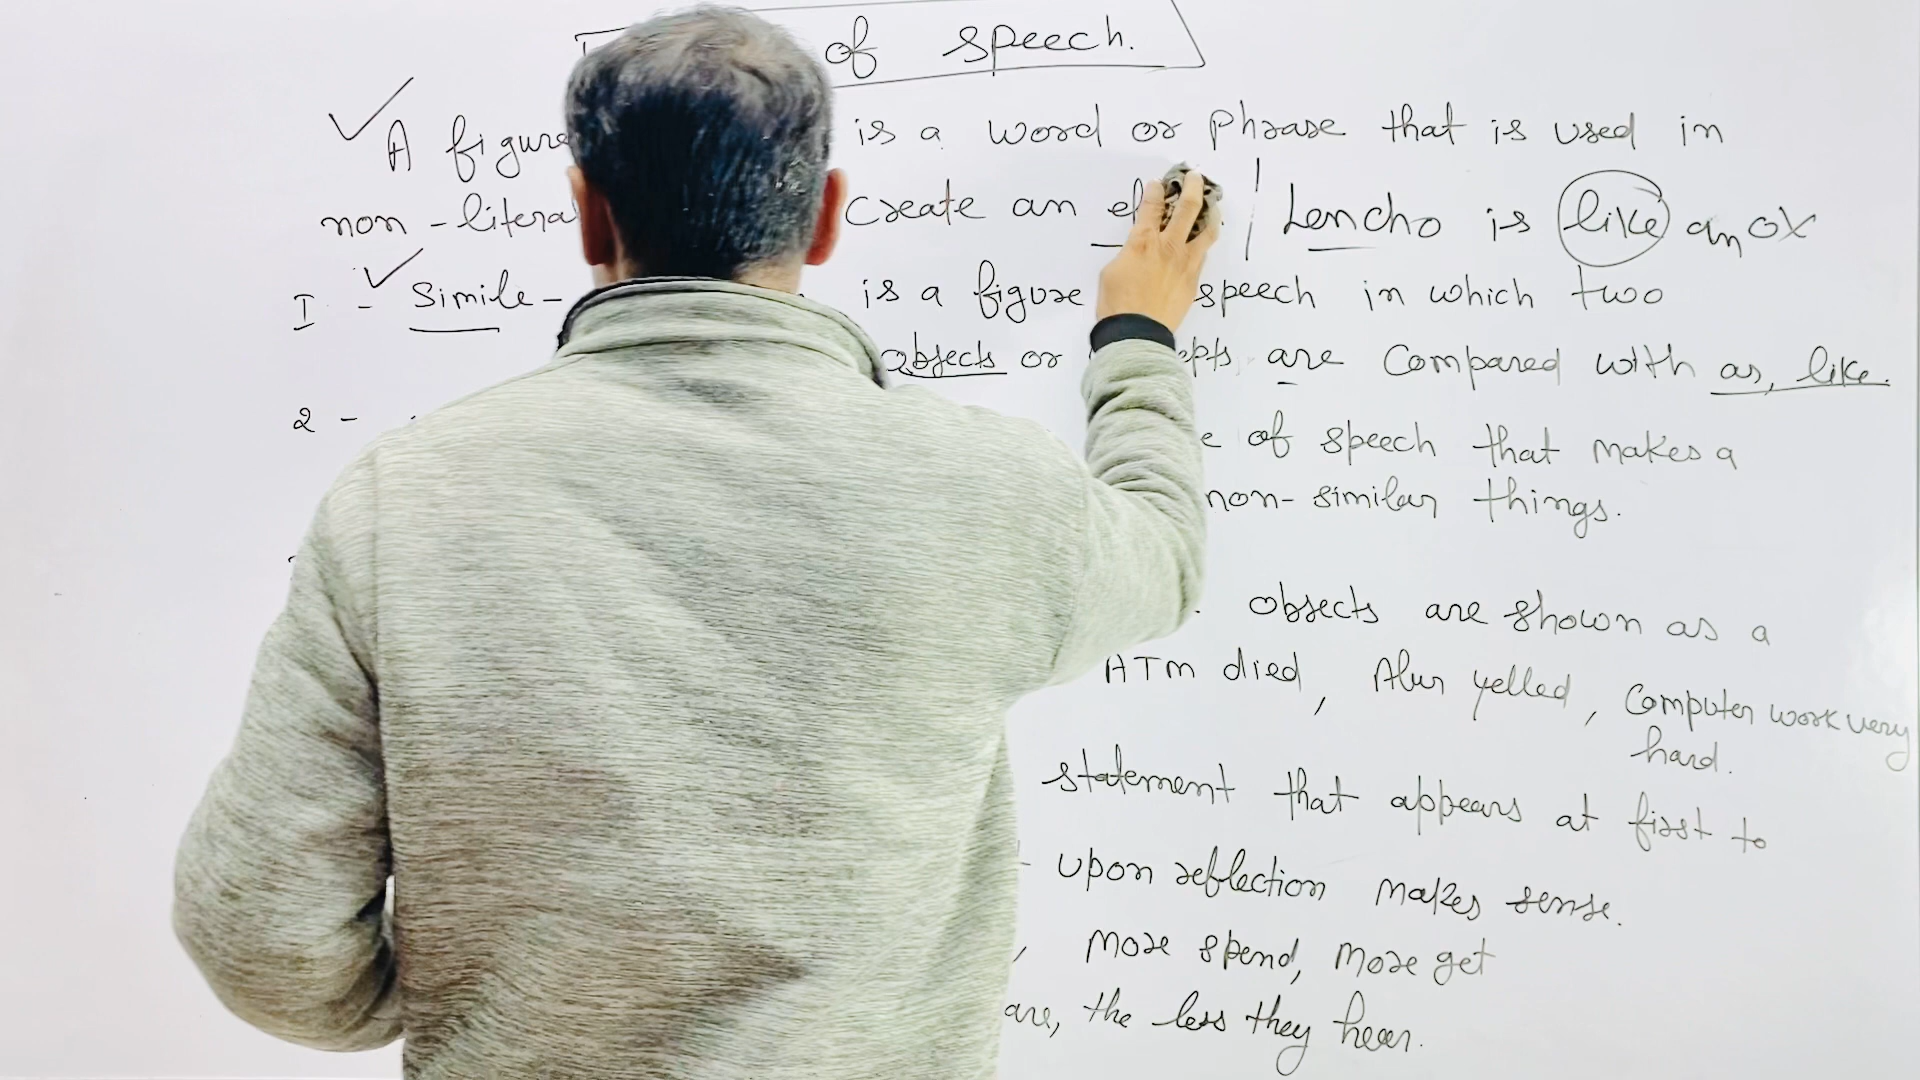 of speech.
A figure is a word or Phrase that is used in
non-literal Create an Lencho is like an ox
I - Simile- is a figure speech in which two
objects or are Compared with as, like.
2 - of speech that makes a
non-similar things.
objects are shown as a
ATM died, yelled, Computer work very
hard.
statement that appears at first to
upon reflection makes sense.
More spend, More get
are, the less they hear.